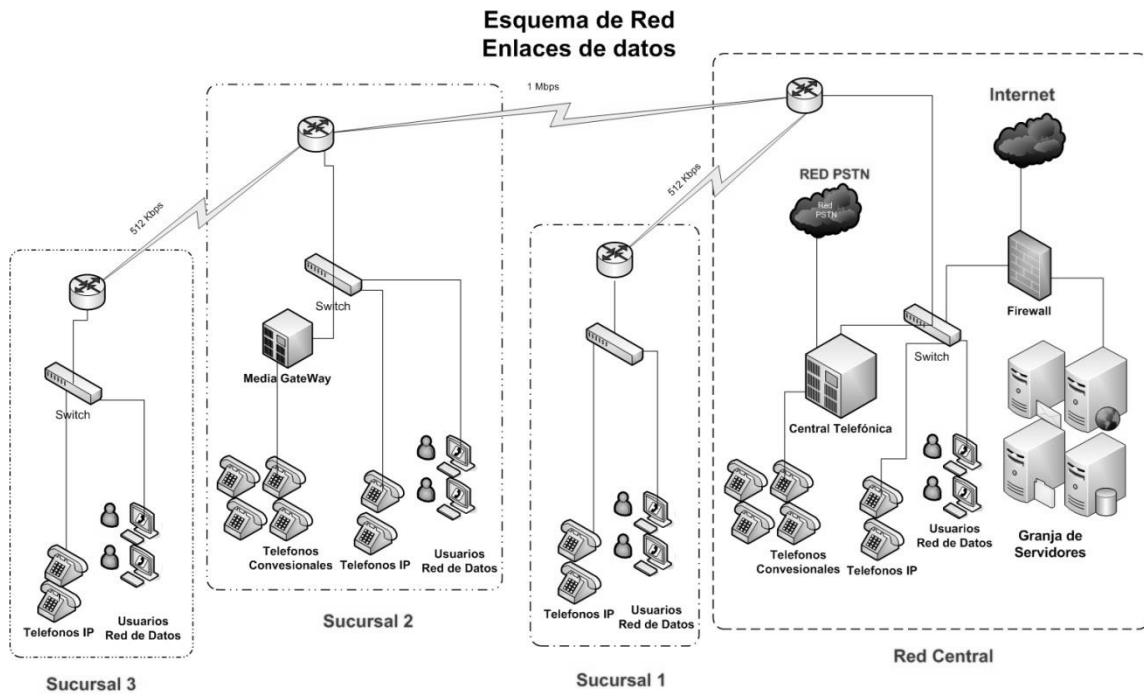 Esquema de Red
Enlaces de datos
1 Mbps
512 Kbps
512 Kbps
Internet
RED PSTN
Red
PSTN
Firewall
Switch
Switch
Switch
Media GateWay
Central Telefónica
Telefonos
Convesionales
Telefonos IP
Usuarios
Red de Datos
Telefonos IP
Usuarios
Red de Datos
Telefonos IP
Usuarios
Red de Datos
Telefonos
Convesionales
Telefonos IP
Usuarios
Red de Datos
Granja de
Servidores
Sucursal 3
Sucursal 2
Sucursal 1
Red Central